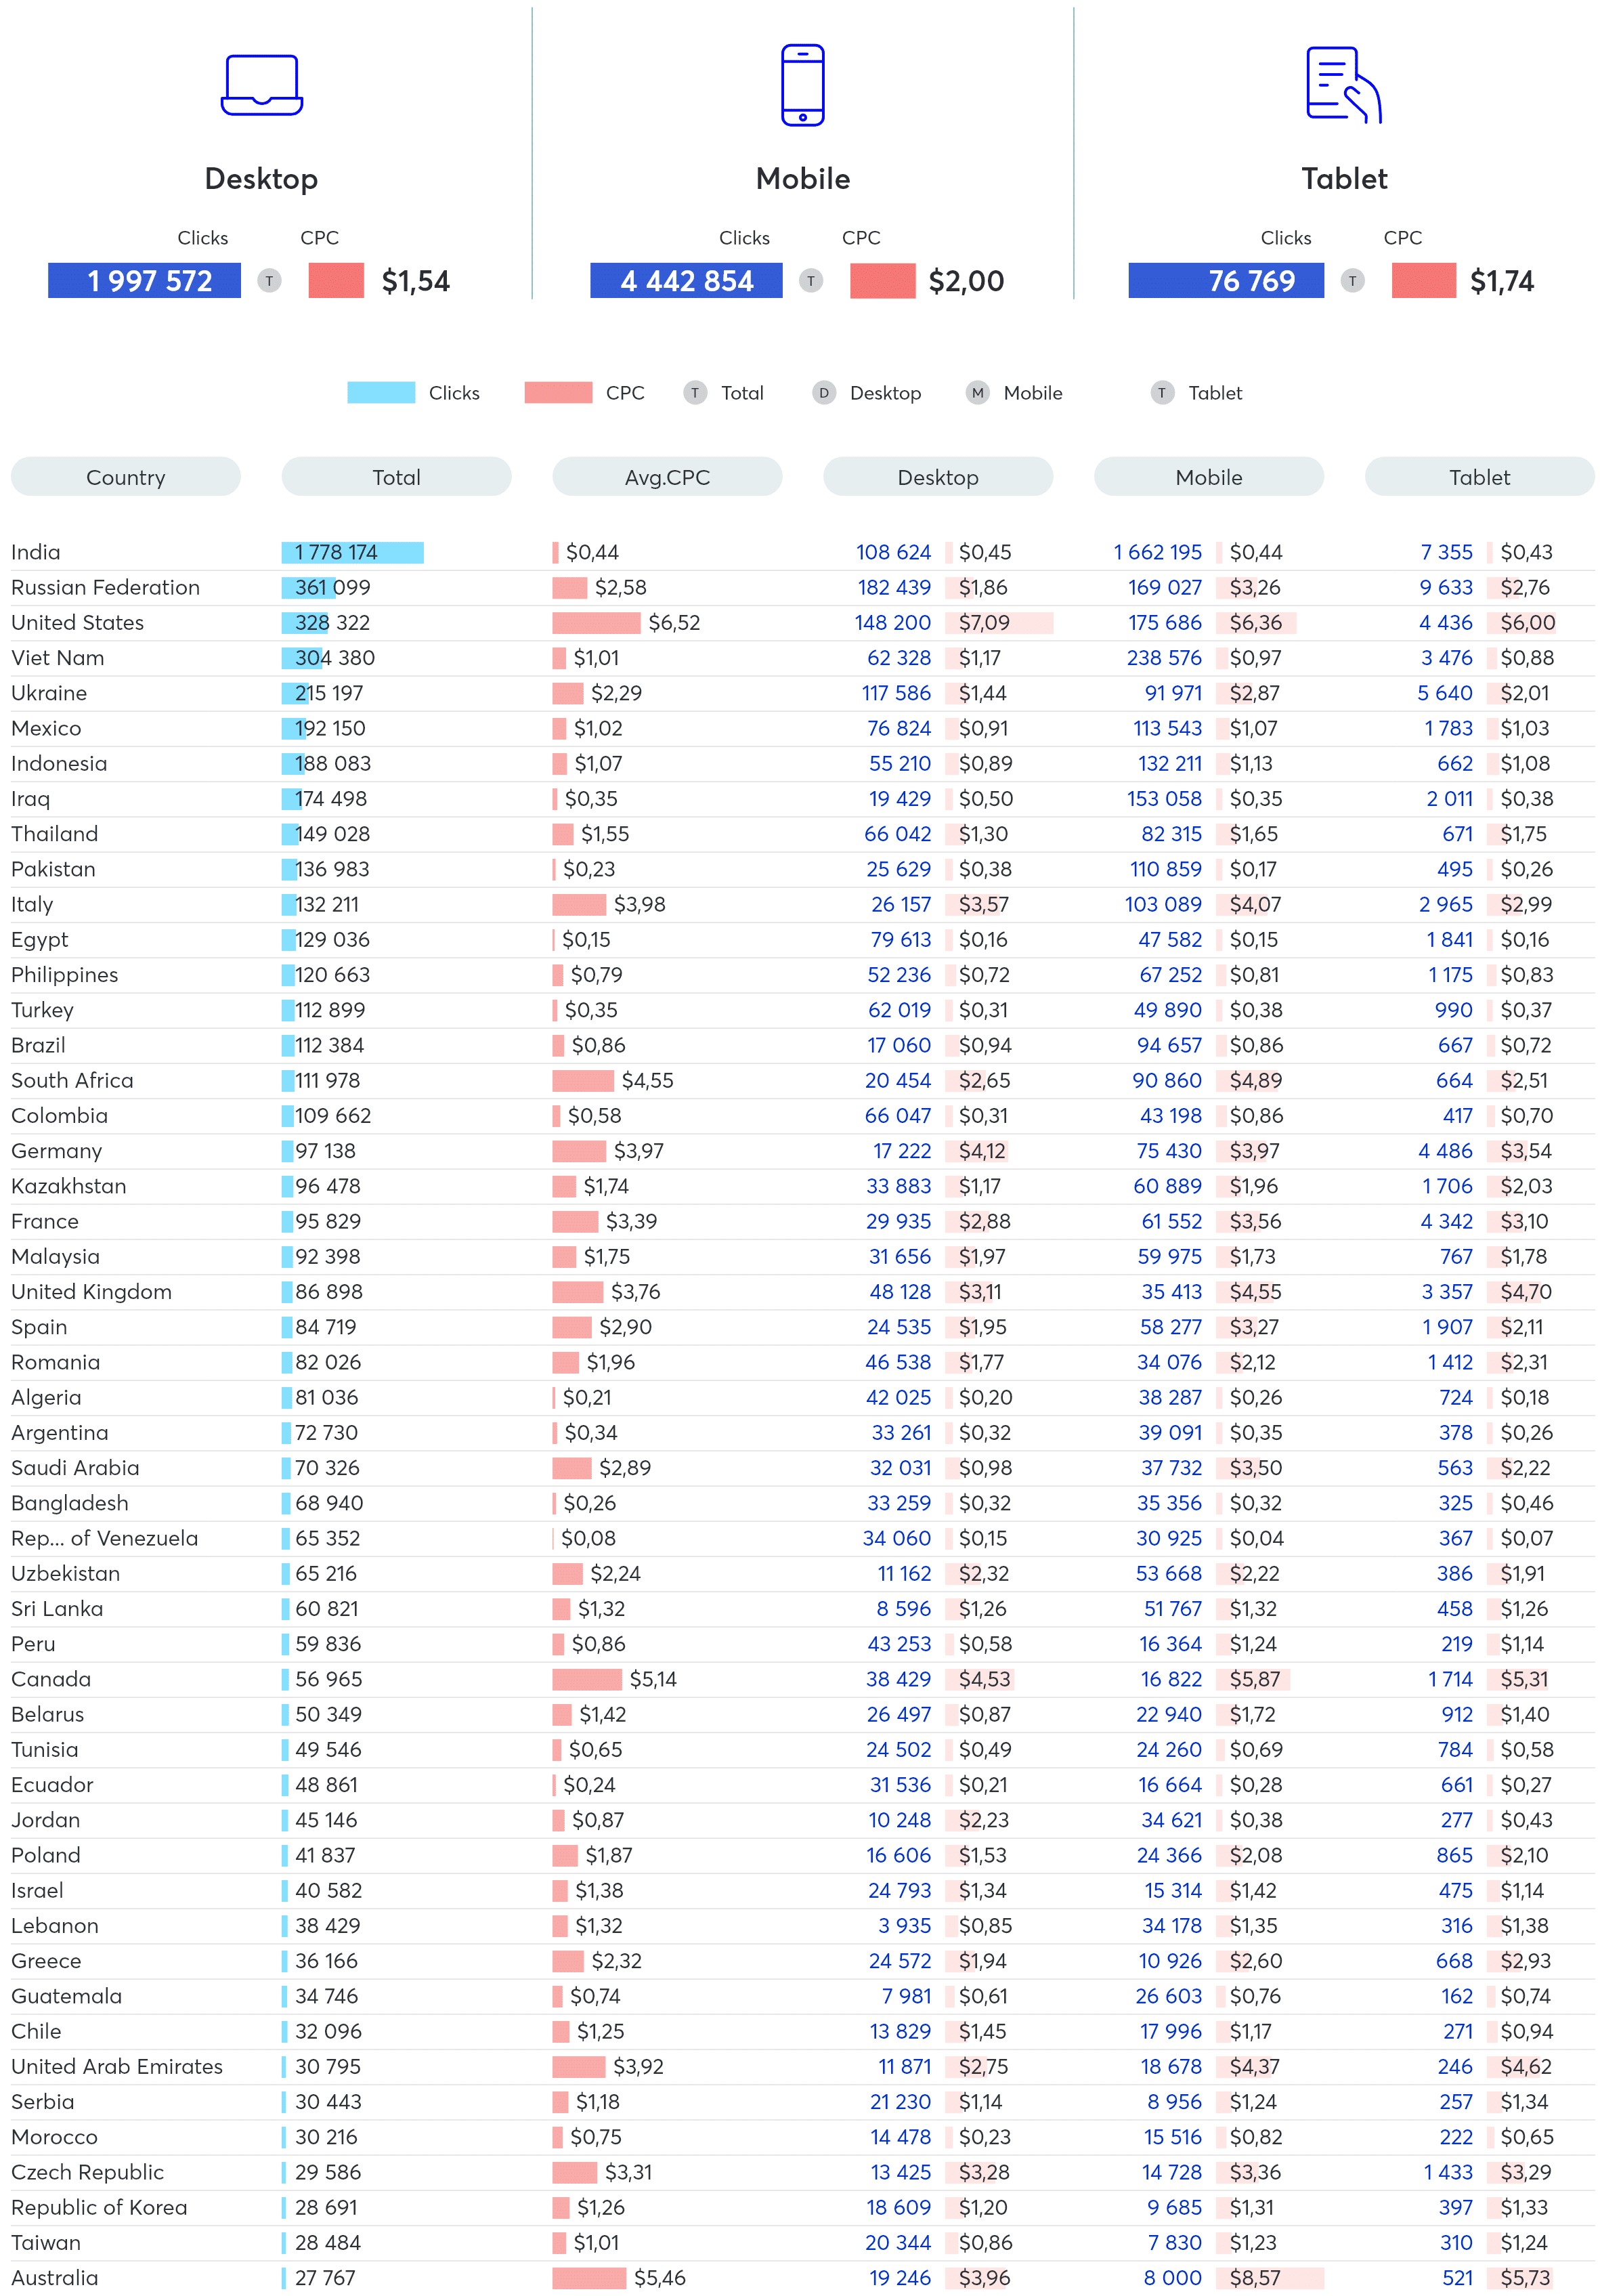 Desktop Mobile Tablet
Clicks CPC Clicks CPC Clicks CPC
1 997 572 T $1,54 4 442 854 T $2,00 76 769 T $1,74
Clicks CPC T Total D Desktop M Mobile T Tablet
Country Total Avg.CPC Desktop Mobile Tablet
India 1 778 174 $0,44 108 624 $0,45 1 662 195 $0,44 7 355 $0,43
Russian Federation 361 099 $2,58 182 439 $1,86 169 027 $3,26 9 633 $2,76
United States 328 322 $6,52 148 200 $7,09 175 686 $6,36 4 436 $6,00
Viet Nam 304 380 $1,01 62 328 $1,17 238 576 $0,97 3 476 $0,88
Ukraine 215 197 $2,29 117 586 $1,44 91 971 $2,87 5 640 $2,01
Mexico 192 150 $1,02 76 824 $0,91 113 543 $1,07 1 783 $1,03
Indonesia 188 083 $1,07 55 210 $0,89 132 211 $1,13 662 $1,08
Iraq 174 498 $0,35 19 429 $0,50 153 058 $0,35 2 011 $0,38
Thailand 149 028 $1,55 66 042 $1,30 82 315 $1,65 671 $1,75
Pakistan 136 983 $0,23 25 629 $0,38 110 859 $0,17 495 $0,26
Italy 132 211 $3,98 26 157 $3,57 103 089 $4,07 2 965 $2,99
Egypt 129 036 $0,15 79 613 $0,16 47 582 $0,15 1 841 $0,16
Philippines 120 663 $0,79 52 236 $0,72 67 252 $0,81 1 175 $0,83
Turkey 112 899 $0,35 62 019 $0,31 49 890 $0,38 990 $0,37
Brazil 112 384 $0,86 17 060 $0,94 94 657 $0,86 667 $0,72
South Africa 111 978 $4,55 20 454 $2,65 90 860 $4,89 664 $2,51
Colombia 109 662 $0,58 66 047 $0,31 43 198 $0,86 417 $0,70
Germany 97 138 $3,97 17 222 $4,12 75 430 $3,97 4 486 $3,54
Kazakhstan 96 478 $1,74 33 883 $1,17 60 889 $1,96 1 706 $2,03
France 95 829 $3,39 29 935 $2,88 61 552 $3,56 4 342 $3,10
Malaysia 92 398 $1,75 31 656 $1,97 59 975 $1,73 767 $1,78
United Kingdom 86 898 $3,76 48 128 $3,11 35 413 $4,55 3 357 $4,70
Spain 84 719 $2,90 24 535 $1,95 58 277 $3,27 1 907 $2,11
Romania 82 026 $1,96 46 538 $1,77 34 076 $2,12 1 412 $2,31
Algeria 81 036 $0,21 42 025 $0,20 38 287 $0,26 724 $0,18
Argentina 72 730 $0,34 33 261 $0,32 39 091 $0,35 378 $0,26
Saudi Arabia 70 326 $2,89 32 031 $0,98 37 732 $3,50 563 $2,22
Bangladesh 68 940 $0,26 33 259 $0,32 35 356 $0,32 325 $0,46
Rep... of Venezuela 65 352 $0,08 34 060 $0,15 30 925 $0,04 367 $0,07
Uzbekistan 65 216 $2,24 11 162 $2,32 53 668 $2,22 386 $1,91
Sri Lanka 60 821 $1,32 8 596 $1,26 51 767 $1,32 458 $1,26
Peru 59 836 $0,86 43 253 $0,58 16 364 $1,24 219 $1,14
Canada 56 965 $5,14 38 429 $4,53 16 822 $5,87 1 714 $5,31
Belarus 50 349 $1,42 26 497 $0,87 22 940 $1,72 912 $1,40
Tunisia 49 546 $0,65 24 502 $0,49 24 260 $0,69 784 $0,58
Ecuador 48 861 $0,24 31 536 $0,21 16 664 $0,28 661 $0,27
Jordan 45 146 $0,87 10 248 $2,23 34 621 $0,38 277 $0,43
Poland 41 837 $1,87 16 606 $1,53 24 366 $2,08 865 $2,10
Israel 40 582 $1,38 24 793 $1,34 15 314 $1,42 475 $1,14
Lebanon 38 429 $1,32 3 935 $0,85 34 178 $1,35 316 $1,38
Greece 36 166 $2,32 24 572 $1,94 10 926 $2,60 668 $2,93
Guatemala 34 746 $0,74 7 981 $0,61 26 603 $0,76 162 $0,74
Chile 32 096 $1,25 13 829 $1,45 17 996 $1,17 271 $0,94
United Arab Emirates 30 795 $3,92 11 871 $2,75 18 678 $4,37 246 $4,62
Serbia 30 443 $1,18 21 230 $1,14 8 956 $1,24 257 $1,34
Morocco 30 216 $0,75 14 478 $0,23 15 516 $0,82 222 $0,65
Czech Republic 29 586 $3,31 13 425 $3,28 14 728 $3,36 1 433 $3,29
Republic of Korea 28 691 $1,26 18 609 $1,20 9 685 $1,31 397 $1,33
Taiwan 28 484 $1,01 20 344 $0,86 7 830 $1,23 310 $1,24
Australia 27 767 $5,46 19 246 $3,96 8 000 $8,57 521 $5,73